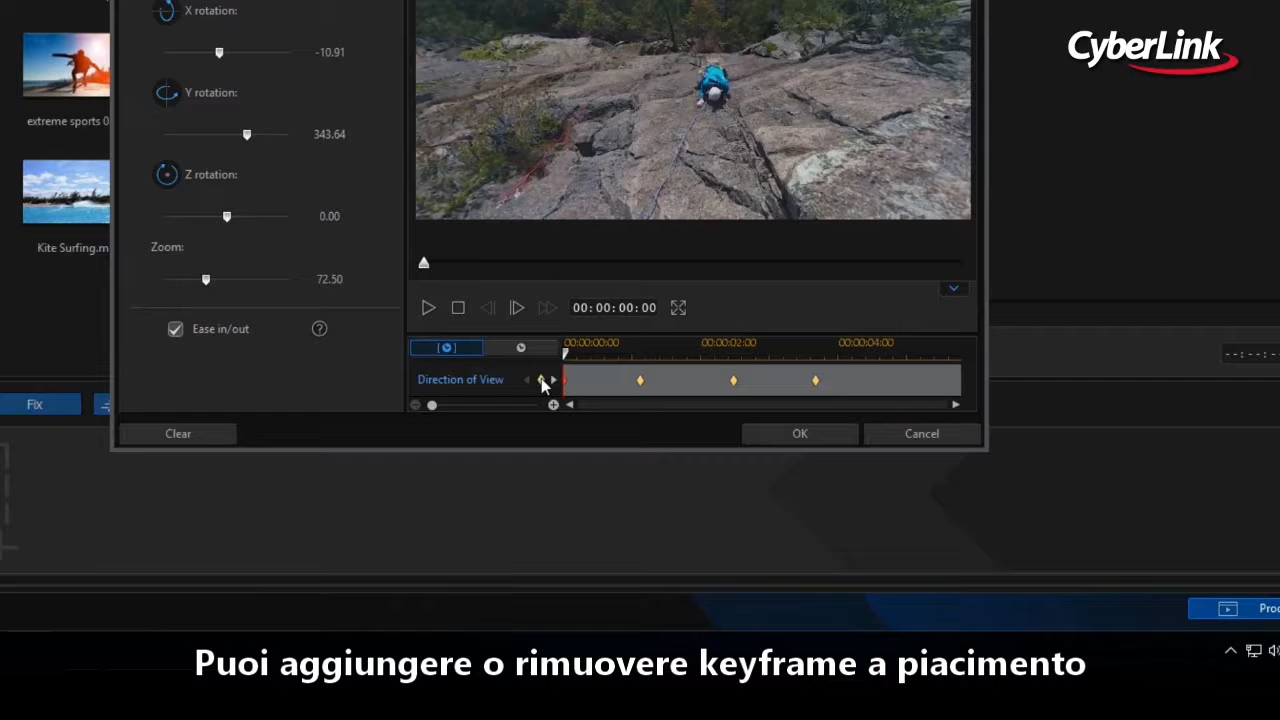 X rotation:
CyberLink
-10.91
Y rotation:
extreme sports 0
343.64
Z rotation:
0.00
Kite Surfing.m
Zoom:
72.50
00:00:00:00
Ease in/out
?
00:00:00:00 00:00:02:00 00:00:04:00
--:--:-
Direction of View
Fix
Clear
OK
Cancel
Proc
Puoi aggiungere o rimuovere keyframe a piacimento